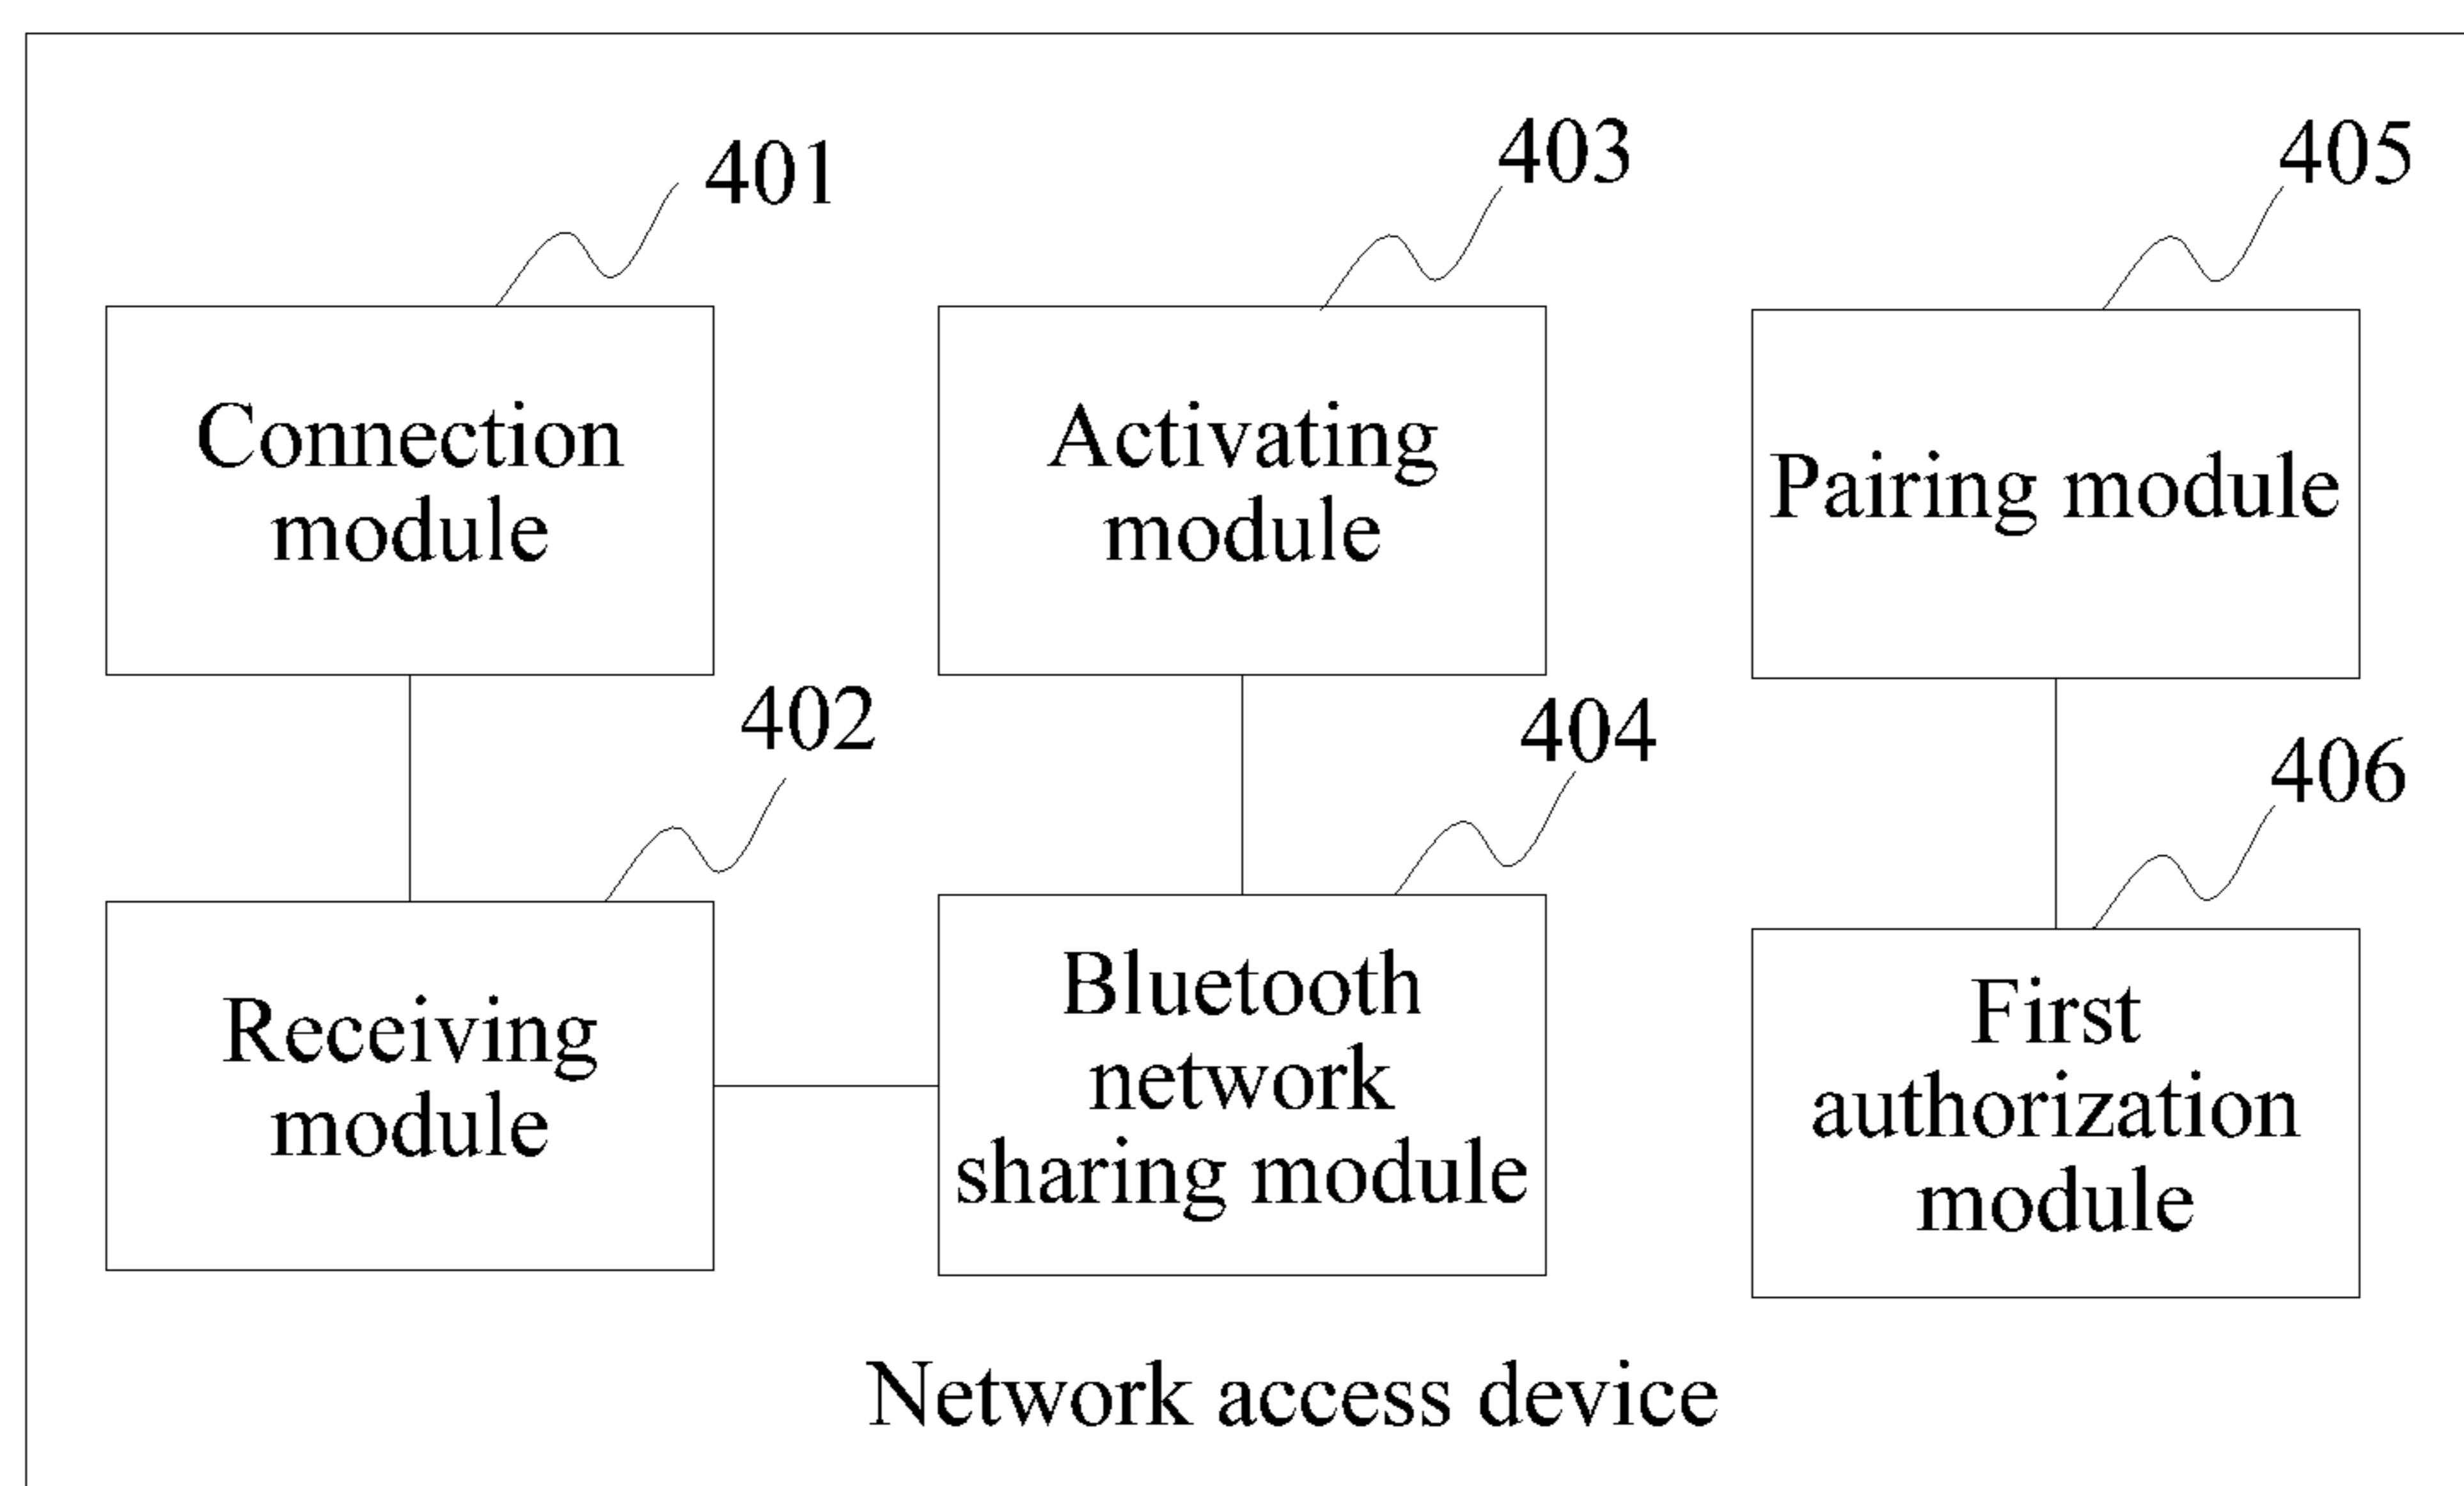 401
403
405
Connection
module
Activating
module
Pairing module
402
404
406
Receiving
module
Bluetooth
network
sharing module
First
authorization
module
Network access device